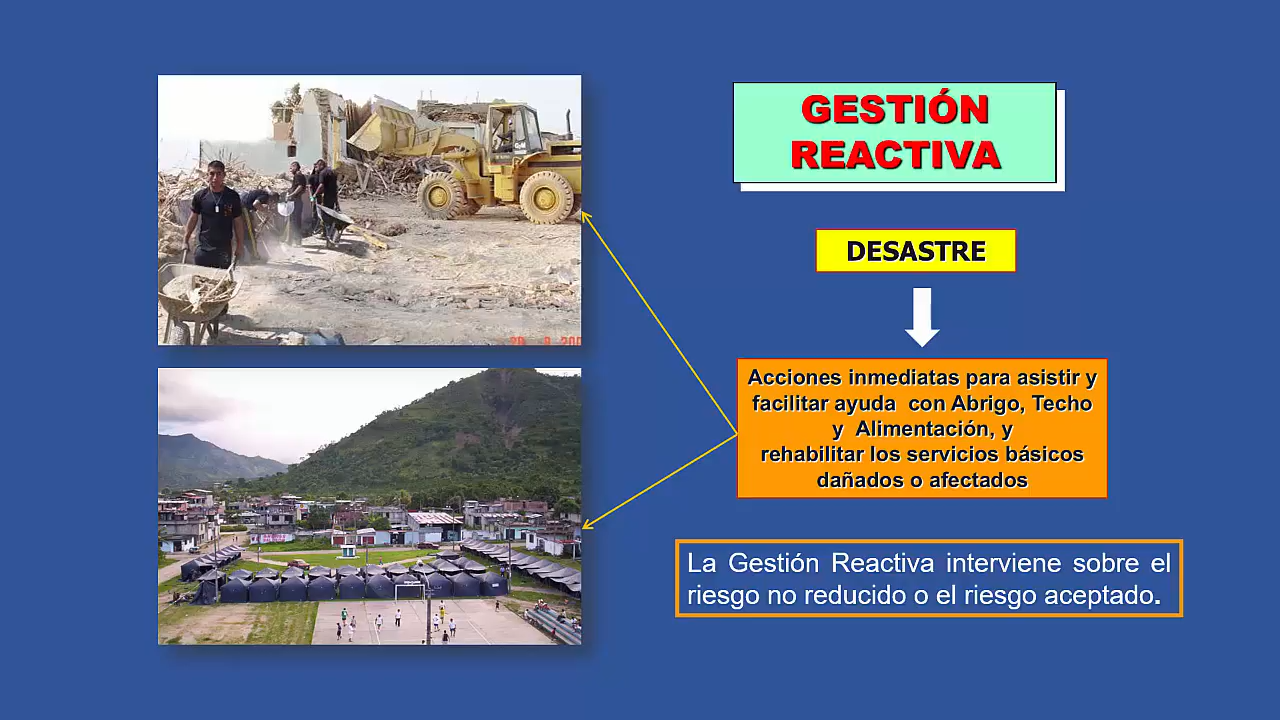 GESTIÓN
REACTIVA
DESASTRE
Acciones inmediatas para asistir y
facilitar ayuda con Abrigo, Techo
y Alimentación, y
rehabilitar los servicios básicos
dañados o afectados
La Gestión Reactiva interviene sobre el
riesgo no reducido o el riesgo aceptado.